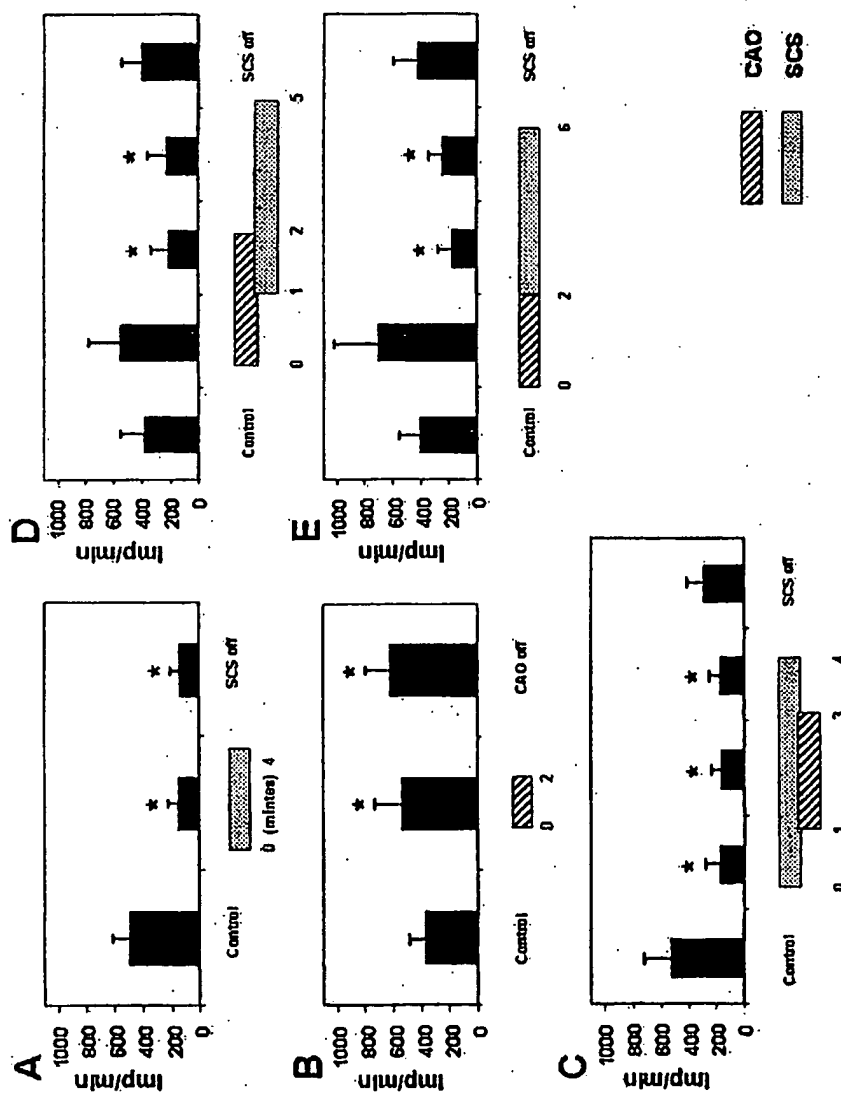 A
Imp/min
1000
800
600
400
200
0
*
*
Control
0 (mintes) 4
SCS off
B
Imp/min
1000
800
600
400
200
0
*
*
Control
0 2
CAO off
C
Imp/min
1000
800
600
400
200
0
*
*
*
Control
SCS off
0 1 3 4
D
Imp/min
1000
800
600
400
200
0
*
*
Control
SCS off
0 1 2 5
E
Imp/min
1000
800
600
400
200
0
*
*
Control
SCS off
0 2 6
CAO
SCS